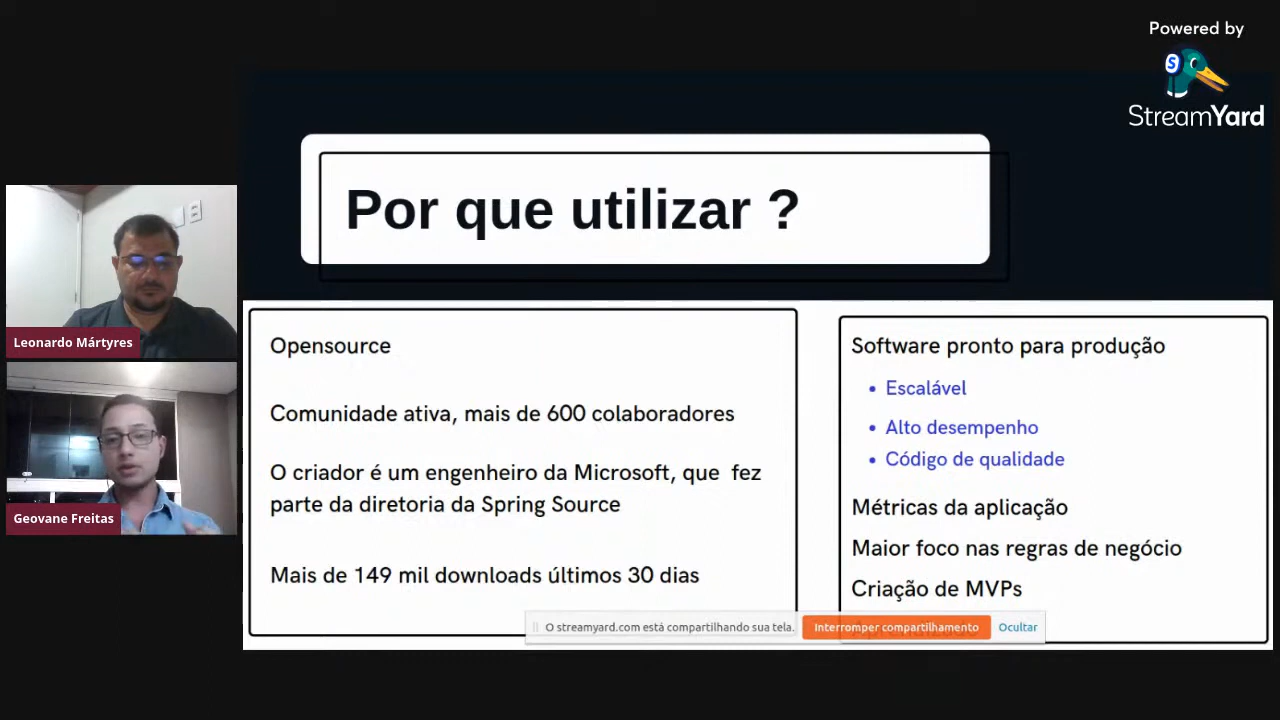 Powered by
StreamYard
Por que utilizar ?
Leonardo Mártyres
Geovane Freitas
Opensource
Comunidade ativa, mais de 600 colaboradores
O criador é um engenheiro da Microsoft, que fez
parte da diretoria da Spring Source
Mais de 149 mil downloads últimos 30 dias
Software pronto para produção
• Escalável
• Alto desempenho
• Código de qualidade
Métricas da aplicação
Maior foco nas regras de negócio
Criação de MVPs
O streamyard.com está compartilhando sua tela.
Interromper compartilhamento
Ocultar